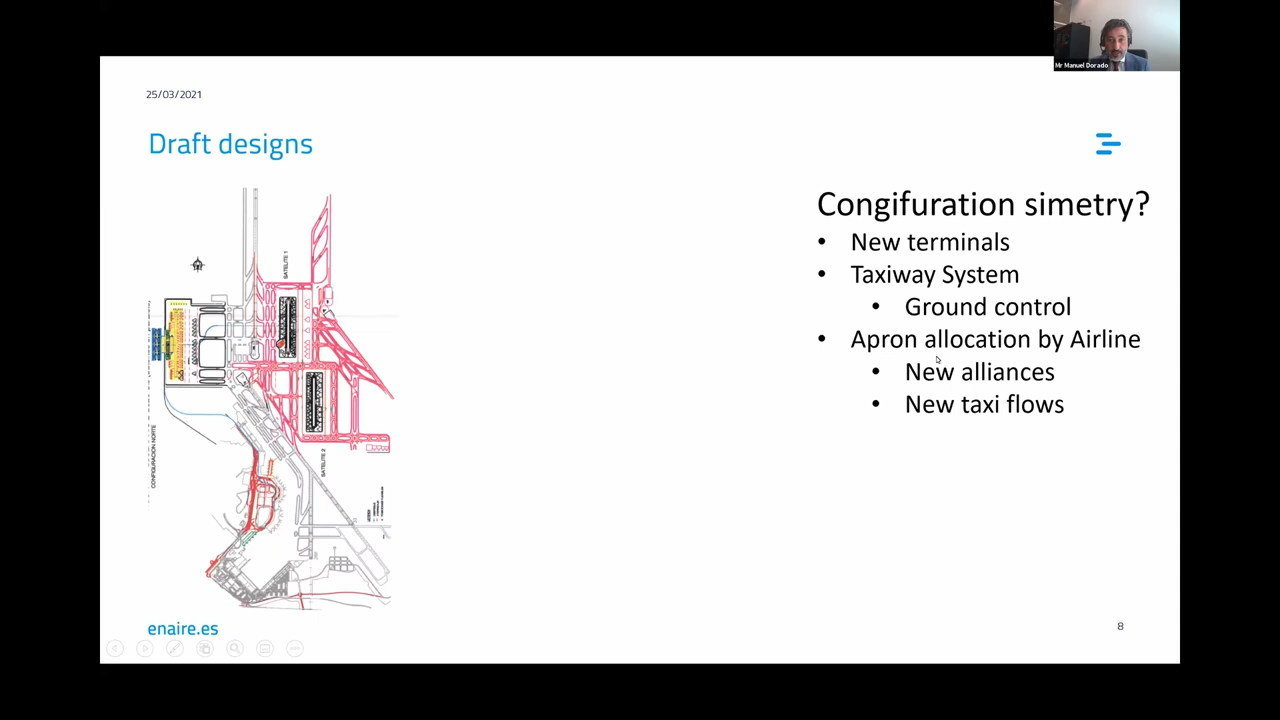 Mr Manuel Dorado
25/03/2021
Draft designs
Congifuration simetry?
• New terminals
• Taxiway System
• Ground control
• Apron allocation by Airline
• New alliances
• New taxi flows
SATELITE 1
SATELITE 2
CONFIGURACION NORTE
enaire.es
8